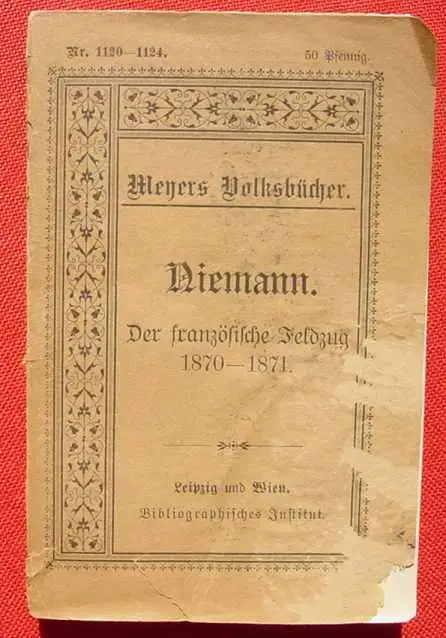 Nr. 1120—1124.
50 Pfennig.
Meyers Volksbücher.
Niemann.
Der französische Feldzug
1870—1871.
Leipzig und Wien.
Bibliographisches Institut.